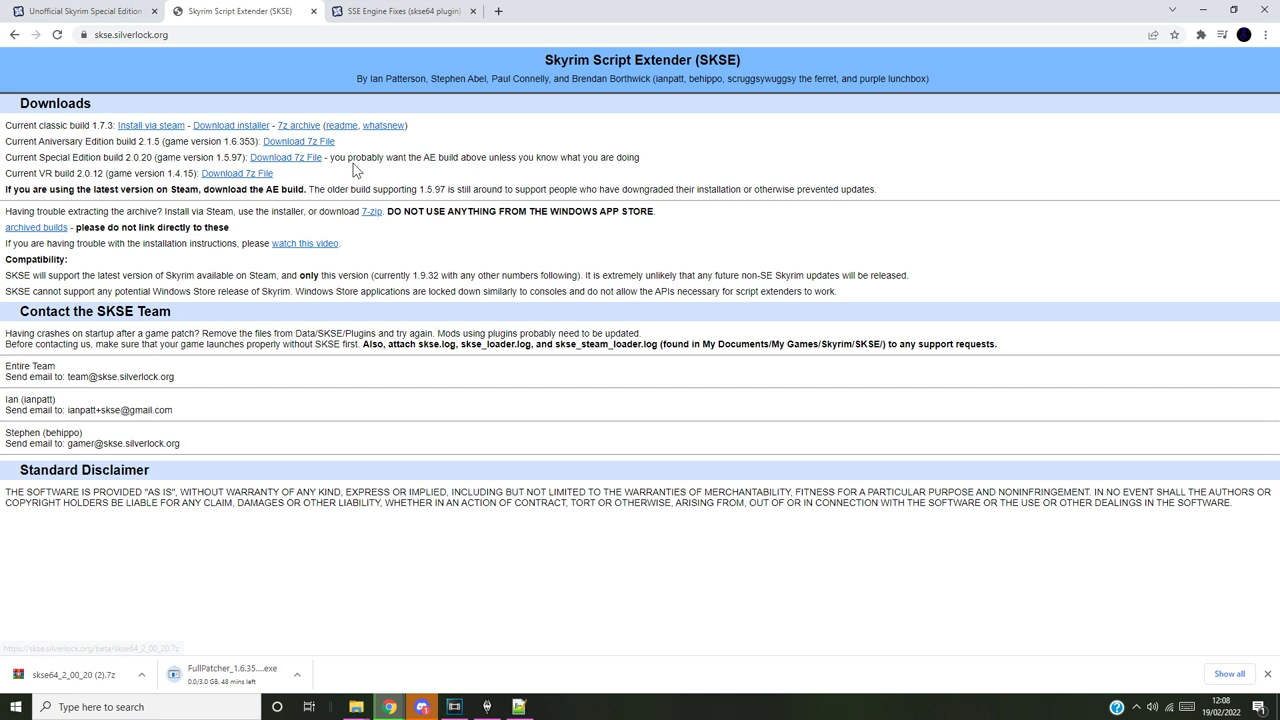 Unofficial Skyrim Special Edition
Skyrim Script Extender (SKSE)
SSE Engine Fixes (skse64 plugin)
skse.silverlock.org
Skyrim Script Extender (SKSE)
By Ian Patterson, Stephen Abel, Paul Connelly, and Brendan Borthwick (ianpatt, behippo, scruggsywuggsy the ferret, and purple lunchbox)
Downloads
Current classic build 1.7.3: Install via steam - Download installer - 7z archive (readme, whatsnew)
Current Aniversary Edition build 2.1.5 (game version 1.6.353): Download 7z File
Current Special Edition build 2.0.20 (game version 1.5.97): Download 7z File - you probably want the AE build above unless you know what you are doing
Current VR build 2.0.12 (game version 1.4.15): Download 7z File
If you are using the latest version on Steam, download the AE build. The older build supporting 1.5.97 is still around to support people who have downgraded their installation or otherwise prevented updates.
Having trouble extracting the archive? Install via Steam, use the installer, or download 7-zip. DO NOT USE ANYTHING FROM THE WINDOWS APP STORE.
archived builds - please do not link directly to these
If you are having trouble with the installation instructions, please watch this video.
Compatibility:
SKSE will support the latest version of Skyrim available on Steam, and only this version (currently 1.9.32 with any other numbers following). It is extremely unlikely that any future non-SE Skyrim updates will be released.
SKSE cannot support any potential Windows Store release of Skyrim. Windows Store applications are locked down similarly to consoles and do not allow the APIs necessary for script extenders to work.
Contact the SKSE Team
Having crashes on startup after a game patch? Remove the files from Data/SKSE/Plugins and try again. Mods using plugins probably need to be updated.
Before contacting us, make sure that your game launches properly without SKSE first. Also, attach skse.log, skse_loader.log, and skse_steam_loader.log (found in My Documents/My Games/Skyrim/SKSE/) to any support requests.
Entire Team
Send email to: team@skse.silverlock.org
Ian (ianpatt)
Send email to: ianpatt+skse@gmail.com
Stephen (behippo)
Send email to: gamer@skse.silverlock.org
Standard Disclaimer
THE SOFTWARE IS PROVIDED "AS IS", WITHOUT WARRANTY OF ANY KIND, EXPRESS OR IMPLIED, INCLUDING BUT NOT LIMITED TO THE WARRANTIES OF MERCHANTABILITY, FITNESS FOR A PARTICULAR PURPOSE AND NONINFRINGEMENT. IN NO EVENT SHALL THE AUTHORS OR
COPYRIGHT HOLDERS BE LIABLE FOR ANY CLAIM, DAMAGES OR OTHER LIABILITY, WHETHER IN AN ACTION OF CONTRACT, TORT OR OTHERWISE, ARISING FROM, OUT OF OR IN CONNECTION WITH THE SOFTWARE OR THE USE OR OTHER DEALINGS IN THE SOFTWARE.
https://skse.silverlock.org/beta/skse64_2_00_20.7z
skse64_2_00_20 (2).7z
FullPatcher_1.6.35....exe
0.0/3.0 GB, 48 mins left
Show all
Type here to search
12:08
19/02/2022